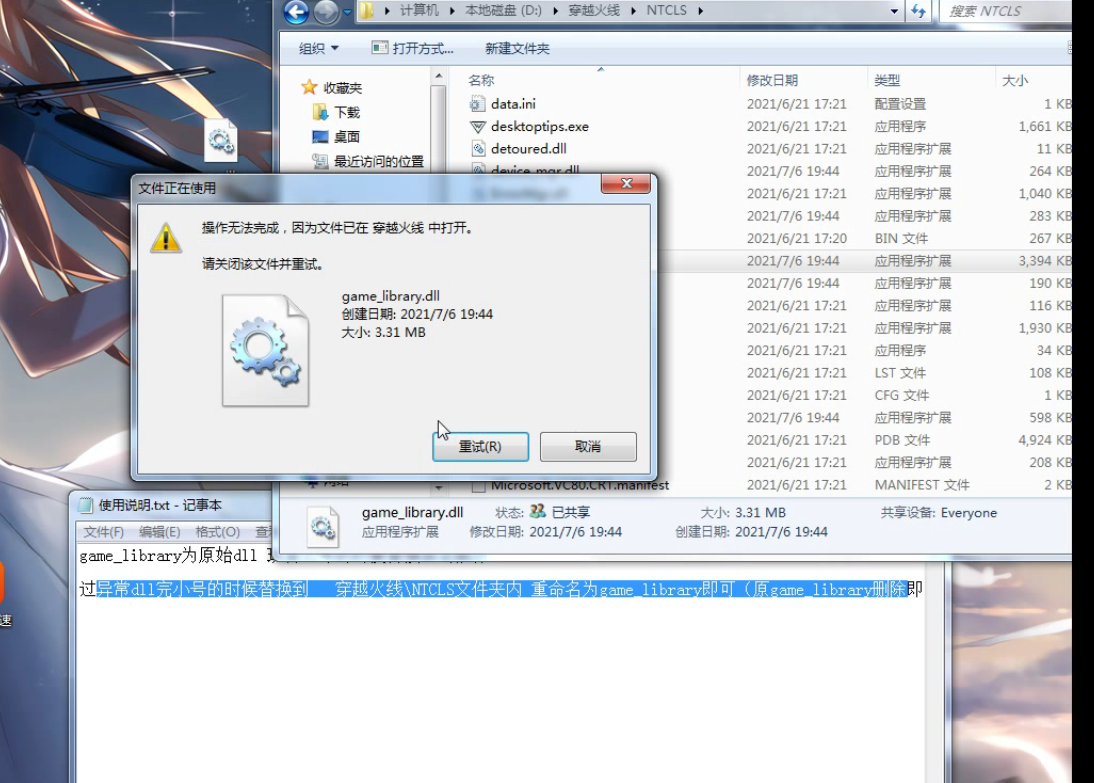 计算机 ▸ 本地磁盘 (D:) ▸ 穿越火线 ▸ NTCLS ▸
搜索 NTCLS
组织 打开方式... 新建文件夹
收藏夹
下载
桌面
最近访问的位置
名称 修改日期 类型 大小
data.ini 2021/6/21 17:21 配置设置 1 KB
desktoptips.exe 2021/6/21 17:21 应用程序 1,661 KB
detoured.dll 2021/6/21 17:21 应用程序扩展 11 KB
device_mgr.dll 2021/7/6 19:44 应用程序扩展 264 KB
2021/6/21 17:21 应用程序扩展 1,040 KB
2021/7/6 19:44 应用程序扩展 283 KB
2021/6/21 17:20 BIN 文件 267 KB
2021/7/6 19:44 应用程序扩展 3,394 KB
2021/7/6 19:44 应用程序扩展 190 KB
2021/6/21 17:21 应用程序扩展 116 KB
2021/6/21 17:21 应用程序扩展 1,930 KB
2021/6/21 17:21 应用程序 34 KB
2021/6/21 17:21 LST 文件 108 KB
2021/6/21 17:21 CFG 文件 1 KB
2021/7/6 19:44 应用程序扩展 598 KB
2021/6/21 17:21 PDB 文件 4,924 KB
2021/6/21 17:21 应用程序扩展 208 KB
Microsoft.VC80.CRT.manifest 2021/6/21 17:21 MANIFEST 文件 2 KB
网络
game_library.dll 状态: 已共享 大小: 3.31 MB 共享设备: Everyone
应用程序扩展 修改日期: 2021/7/6 19:44 创建日期: 2021/7/6 19:44
文件正在使用
操作无法完成，因为文件已在 穿越火线 中打开。
请关闭该文件并重试。
game_library.dll
创建日期: 2021/7/6 19:44
大小: 3.31 MB
重试(R) 取消
使用说明.txt - 记事本
文件(F) 编辑(E) 格式(O)
game_library为原始dll
过异常dll完小号的时候替换到 穿越火线\NTCLS文件夹内 重命名为game_library即可（原game_library删除即
速